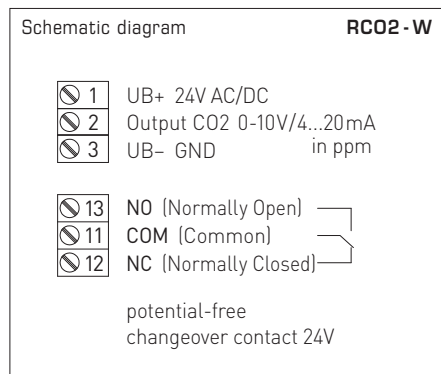 Schematic diagram RCO2-W
1 UB+ 24V AC/DC
2 Output CO2 0-10V/4...20mA
3 UB– GND in ppm
13 NO (Normally Open)
11 COM (Common)
12 NC (Normally Closed)
potential-free
changeover contact 24V